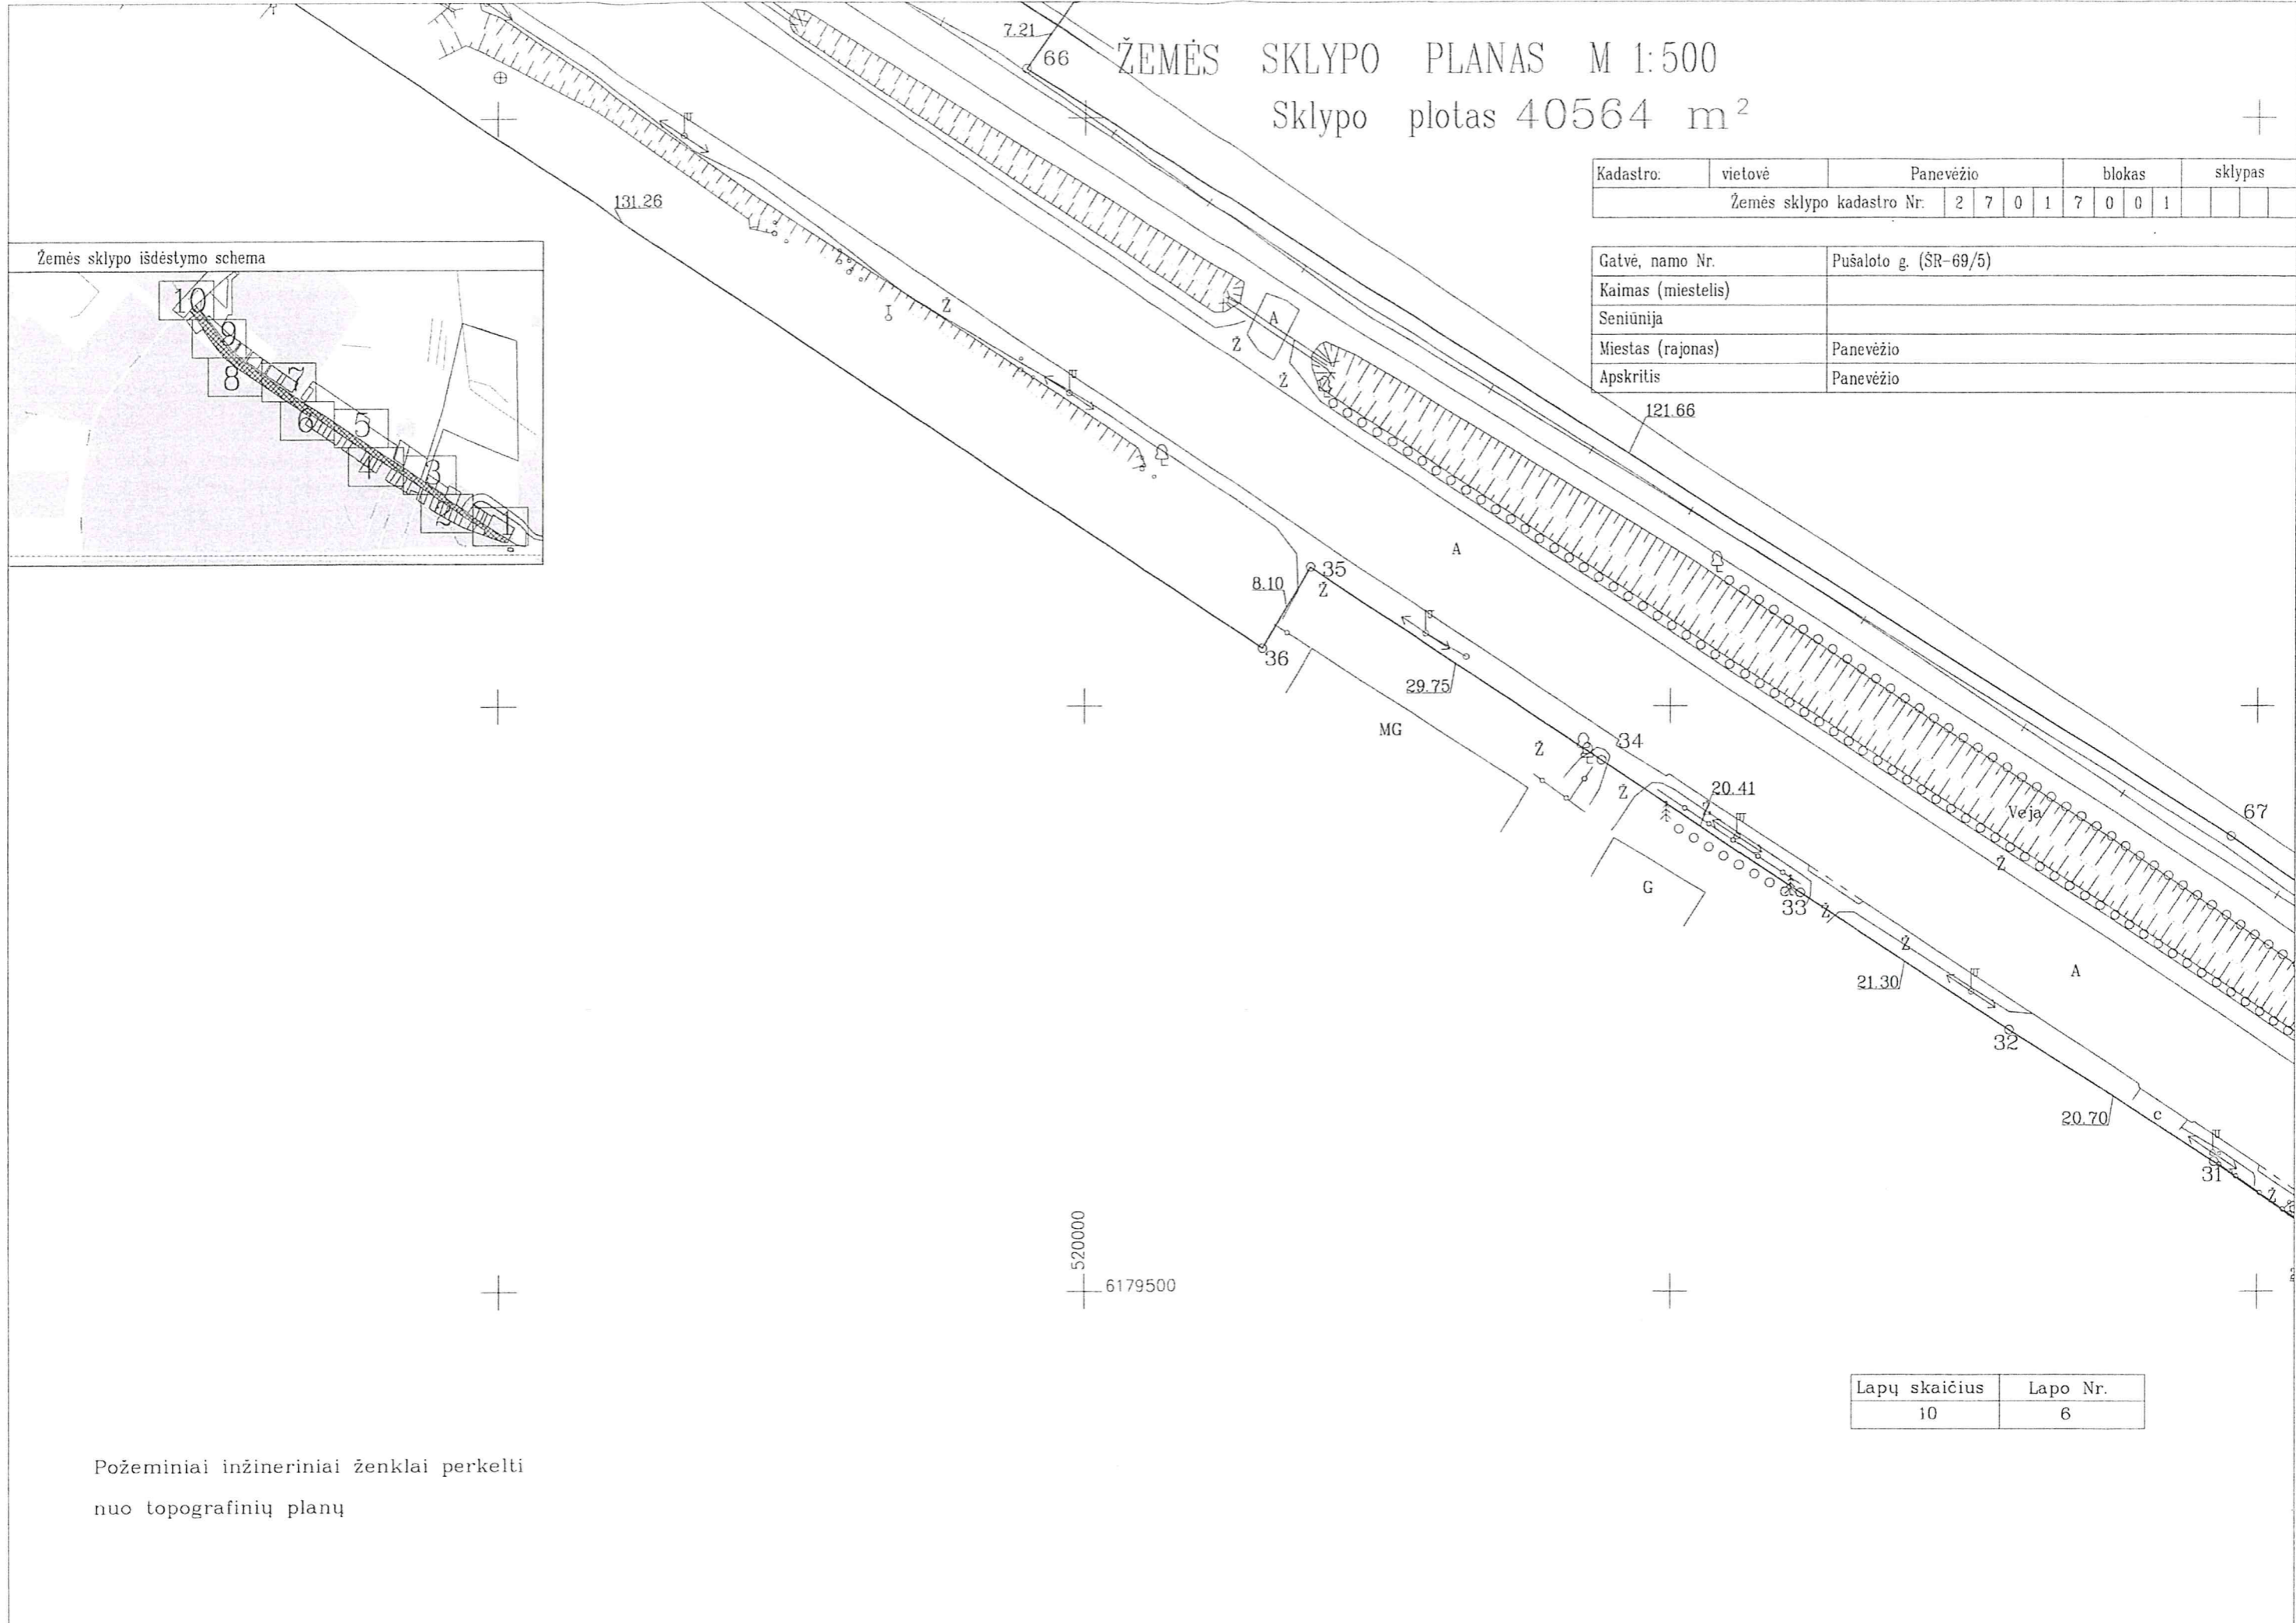 ŽEMĖS SKLYPO PLANAS M 1:500
Sklypo plotas 40564 m²
Kadastro: vietovė Panevėžio blokas sklypas
Žemės sklypo kadastro Nr. 2 7 0 1 7 0 0 1
Gatvė, namo Nr. Pušaloto g. (ŠR-69/5)
Kaimas (miestelis)
Seniūnija
Miestas (rajonas) Panevėžio
Apskritis Panevėžio
Žemės sklypo išdėstymo schema
10
9
8
7
6
5
4
3
2
1
7.21
66
131.26
Ž
A
Ž
Ž
121.66
A
35
8.10
Ž
36
29.75
MG
Ž
34
Ž
20.41
G
33
Ž
Veja
67
Ž
Ž
21.30
A
32
20.70
c
31
Ž
520000
6179500
Lapų skaičius Lapo Nr.
10 6
Požeminiai inžineriniai ženklai perkelti
nuo topografinių planų